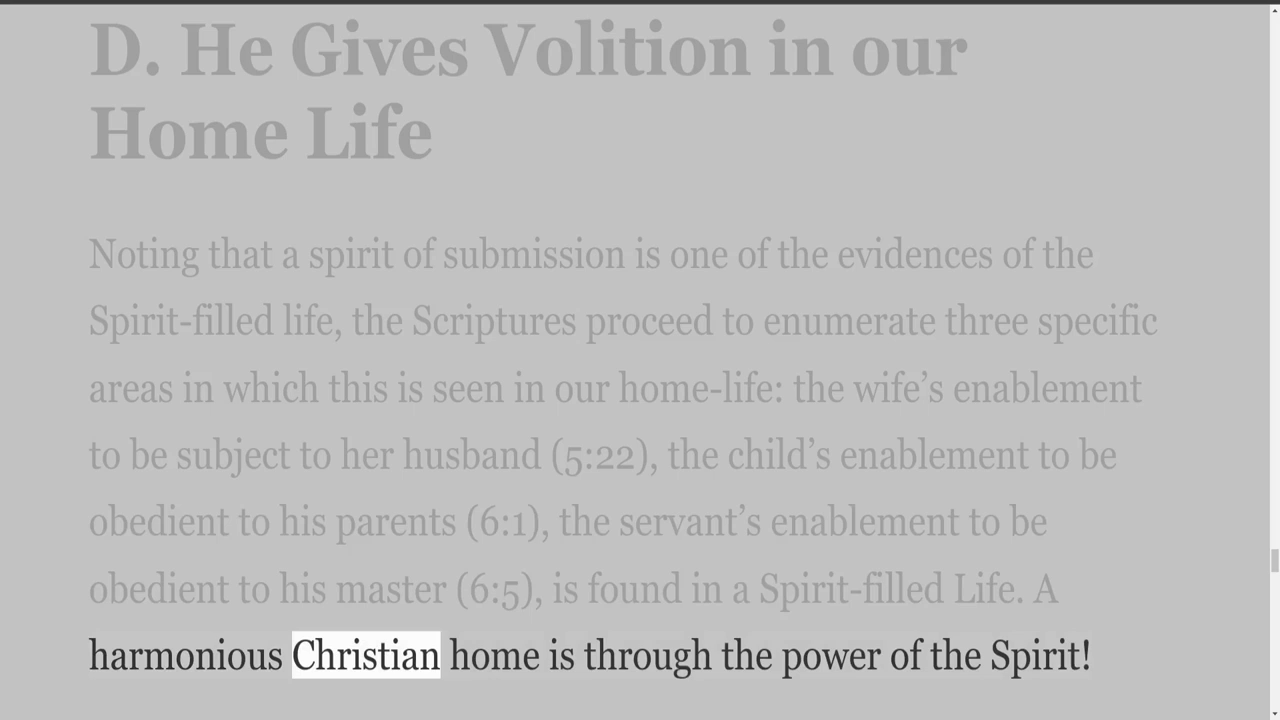 D. He Gives Volition in our
Home Life
Noting that a spirit of submission is one of the evidences of the
Spirit-filled life, the Scriptures proceed to enumerate three specific
areas in which this is seen in our home-life: the wife’s enablement
to be subject to her husband (5:22), the child’s enablement to be
obedient to his parents (6:1), the servant’s enablement to be
obedient to his master (6:5), is found in a Spirit-filled Life. A
harmonious Christian home is through the power of the Spirit!